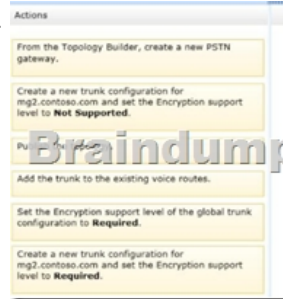 Actions
From the Topology Builder, create a new PSTN
gateway.
Create a new trunk configuration for
mg2.contoso.com and set the Encryption support
level to Not Supported.
Braindump
Add the trunk to the existing voice routes.
Set the Encryption support level of the global trunk
configuration to Required.
Create a new trunk configuration for
mg2.contoso.com and set the Encryption support
level to Required.